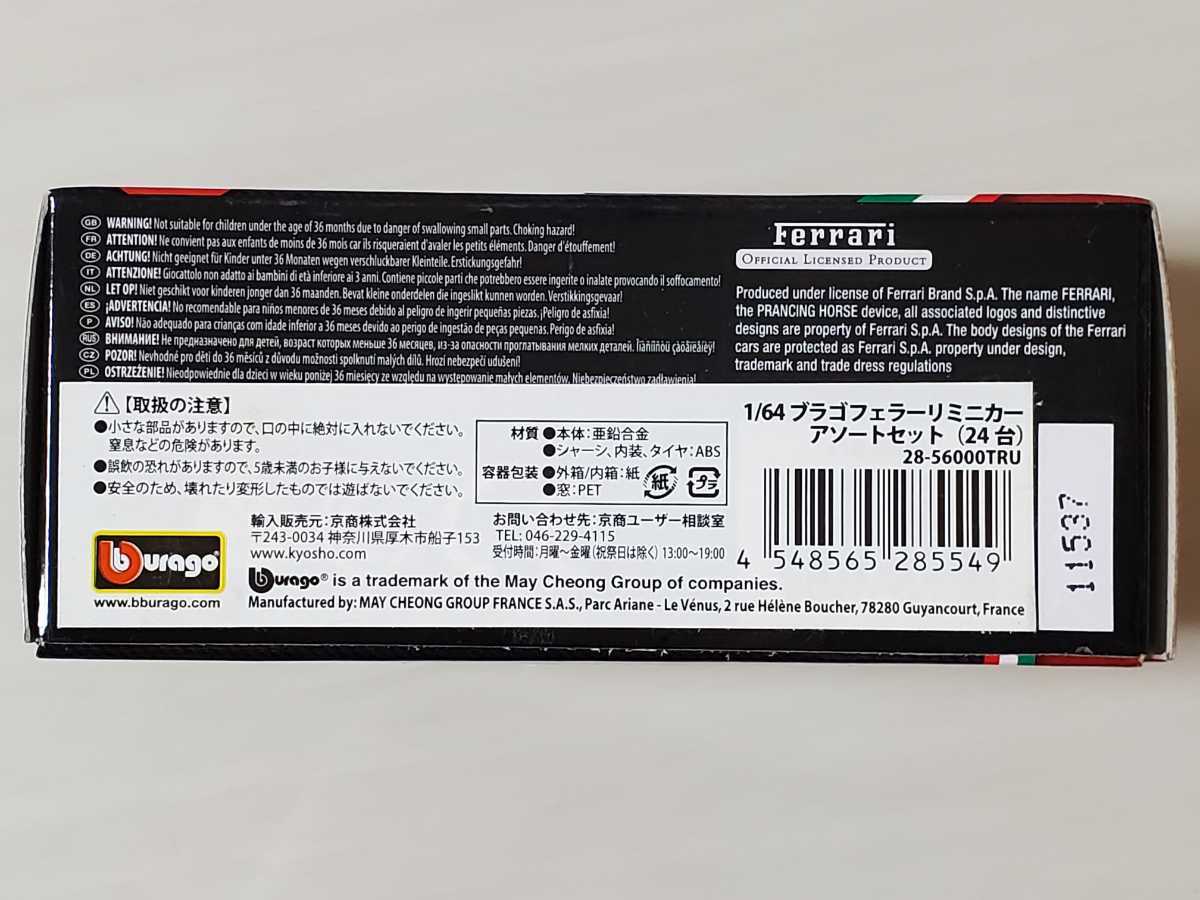 GB WARNING! Not suitable for children under the age of 36 months due to danger of swallowing small parts. Choking hazard!
FR ATTENTION! Ne convient pas aux enfants de moins de 36 mois car ils risqueraient d'avaler les petits éléments. Danger d'étouffement!
DE ACHTUNG! Nicht geeignet für Kinder unter 36 Monaten wegen verschluckbarer Kleinteile. Erstickungsgefahr!
IT ATTENZIONE! Giocattolo non adatto ai bambini di età inferiore ai 3 anni. Contiene piccole parti che potrebbero essere ingerite o inalate provocando il soffocamento!
NL LET OP! Niet geschikt voor kinderen jonger dan 36 maanden. Bevat kleine onderdelen die ingeslikt kunnen worden. Verstikkingsgevaar!
ES ¡ADVERTENCIA! No recomendable para niños menores de 36 meses debido al peligro de ingerir pequeñas piezas. ¡Peligro de asfixia!
P AVISO! Não adequado para crianças com idade inferior a 36 meses devido ao perigo de ingestão de peças pequenas. Perigo de asfixia!
RUS ВНИМАНИЕ! Не предназначено для детей, возраст которых меньше 36 месяцев, из-за опасности проглатывания мелких деталей. Îïàñíîñòü çàõâàòûâàíèÿ!
CZ POZOR! Nevhodné pro děti do 36 měsíců z důvodu možnosti spolknutí malých dílů. Hrozí nebezpečí udušení!
PL OSTRZEŻENIE! Nieodpowiednie dla dzieci w wieku poniżej 36 miesięcy ze względu na występowanie małych elementów. Niebezpieczeństwo zadławienia!
Ferrari
OFFICIAL LICENSED PRODUCT
Produced under license of Ferrari Brand S.p.A. The name FERRARI,
the PRANCING HORSE device, all associated logos and distinctive
designs are property of Ferrari S.p.A. The body designs of the Ferrari
cars are protected as Ferrari S.p.A. property under design,
trademark and trade dress regulations
⚠【取扱の注意】
●小さな部品がありますので、口の中に絶対に入れないでください。
窒息などの危険があります。
●誤飲の恐れがありますので、5歳未満のお子様に与えないでください。
●安全のため、壊れたり変形したものでは遊ばないでください。
材質 ●本体:亜鉛合金
●シャーシ、内装、タイヤ:ABS
容器包装 ●外箱/内箱:紙
●窓:PET
紙
プラ
1/64 ブラゴフェラーリミニカー
アソートセット（24台）
28-56000TRU
4 548565 285549
11537
輸入販売元:京商株式会社
〒243-0034 神奈川県厚木市船子153
www.kyosho.com
お問い合わせ先:京商ユーザー相談室
TEL: 046-229-4115
受付時間:月曜〜金曜(祝祭日は除く) 13:00〜19:00
bburago
www.bburago.com
bburago® is a trademark of the May Cheong Group of companies.
Manufactured by: MAY CHEONG GROUP FRANCE S.A.S., Parc Ariane - Le Vénus, 2 rue Hélène Boucher, 78280 Guyancourt, France